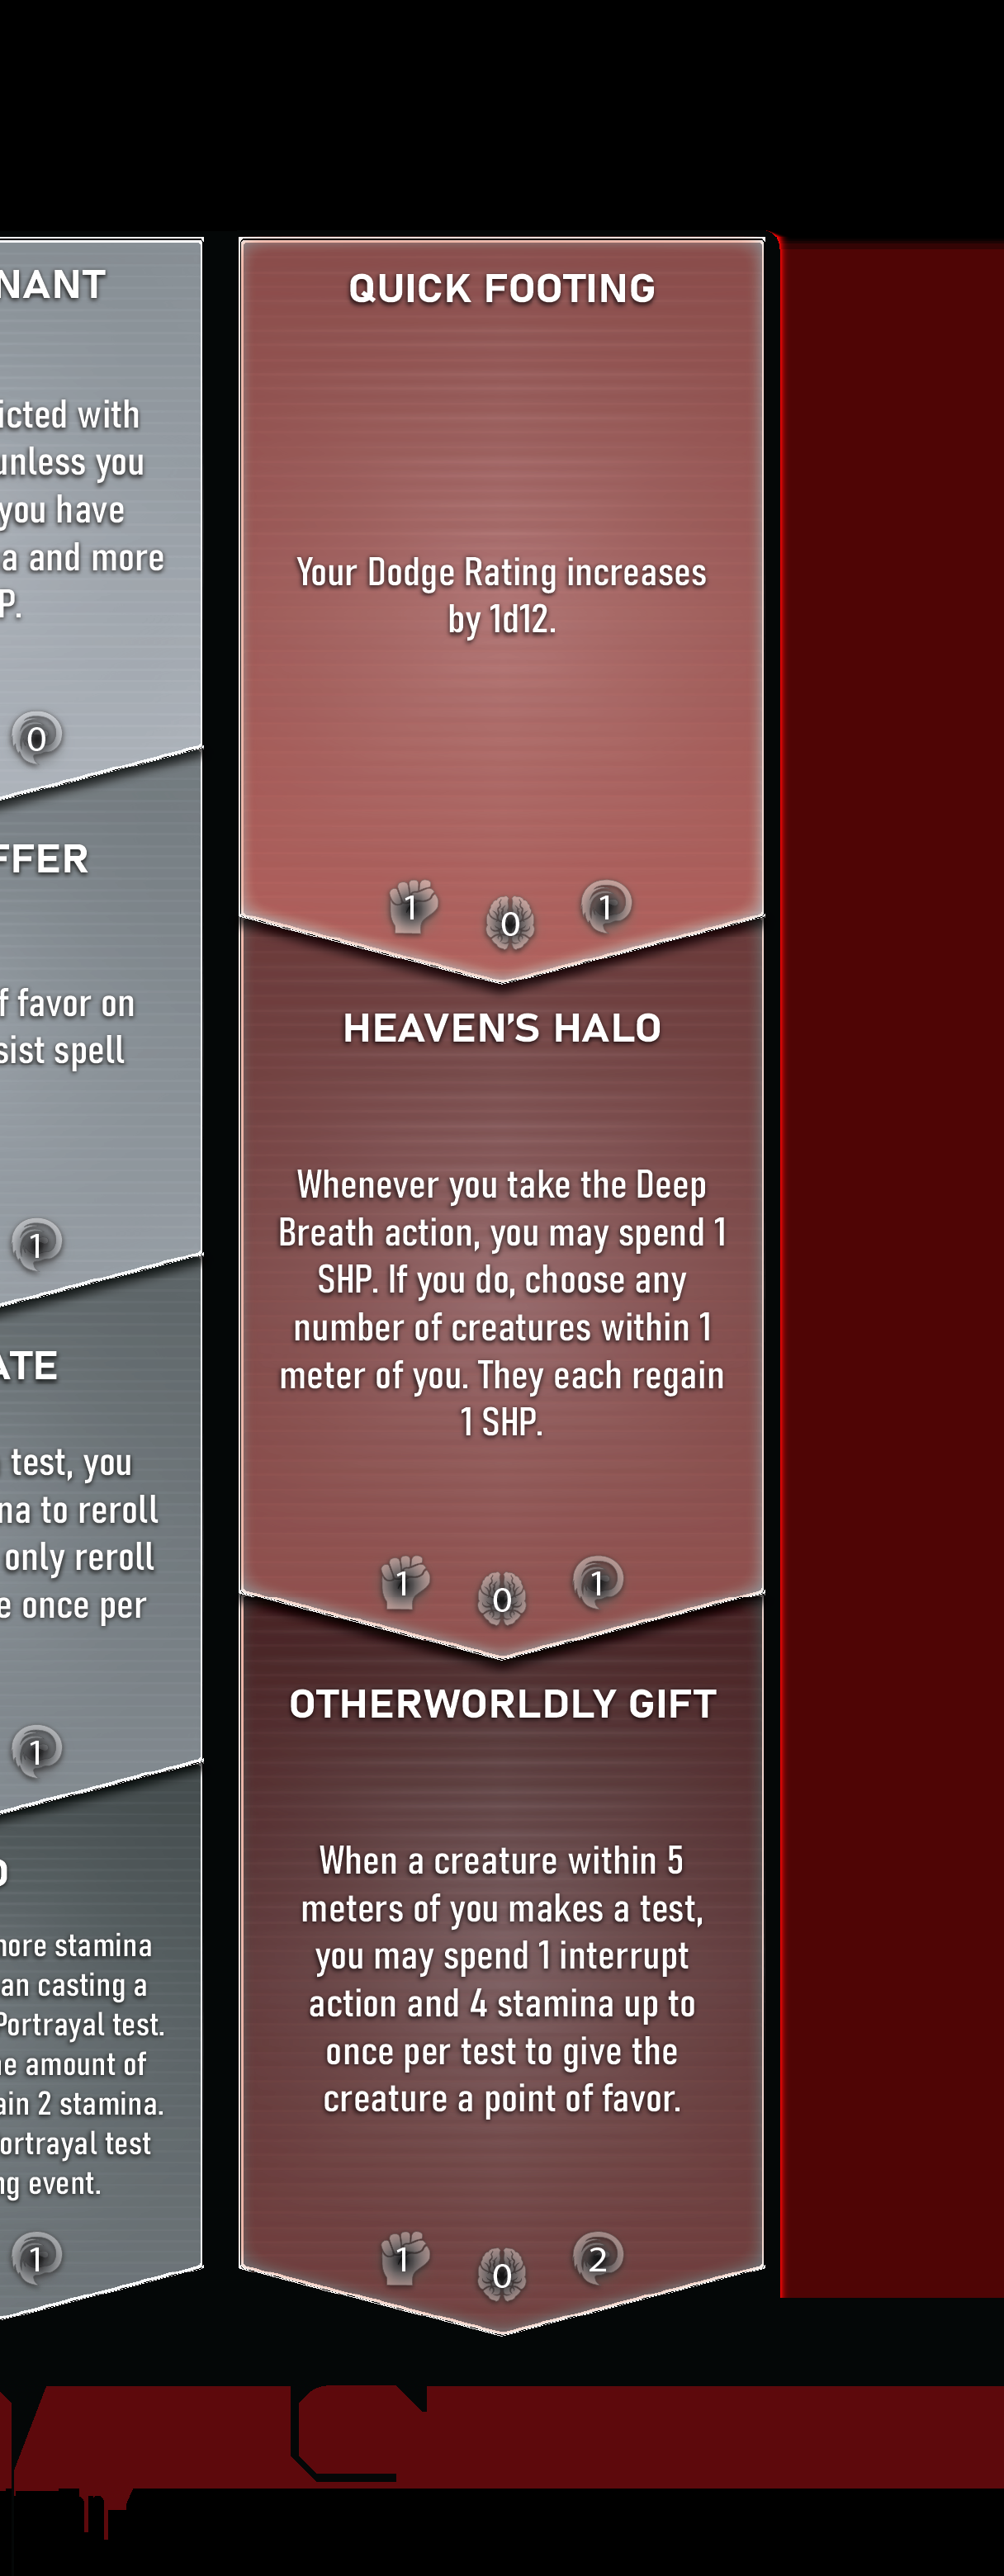 NANT
icted with
unless you
you have
a and more
P.
0
FFER
f favor on
sist spell
1
ATE
test, you
na to reroll
only reroll
e once per
1
nore stamina
an casting a
Portrayal test.
ne amount of
ain 2 stamina.
ortrayal test
ng event.
1
QUICK FOOTING
Your Dodge Rating increases
by 1d12.
1 0 1
HEAVEN'S HALO
Whenever you take the Deep
Breath action, you may spend 1
SHP. If you do, choose any
number of creatures within 1
meter of you. They each regain
1 SHP.
1 0 1
OTHERWORLDLY GIFT
When a creature within 5
meters of you makes a test,
you may spend 1 interrupt
action and 4 stamina up to
once per test to give the
creature a point of favor.
1 0 2